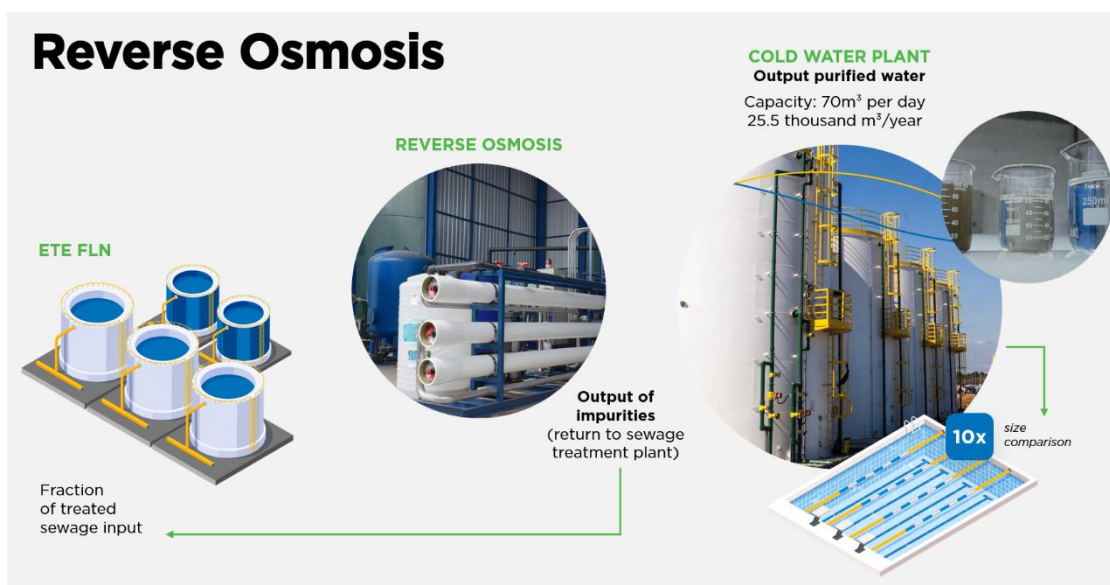 Reverse Osmosis
ETE FLN
Fraction
of treated
sewage input
REVERSE OSMOSIS
Output of
impurities
(return to sewage
treatment plant)
COLD WATER PLANT
Output purified water
Capacity: 70m³ per day
25.5 thousand m³/year
250ml
10x
size
comparison